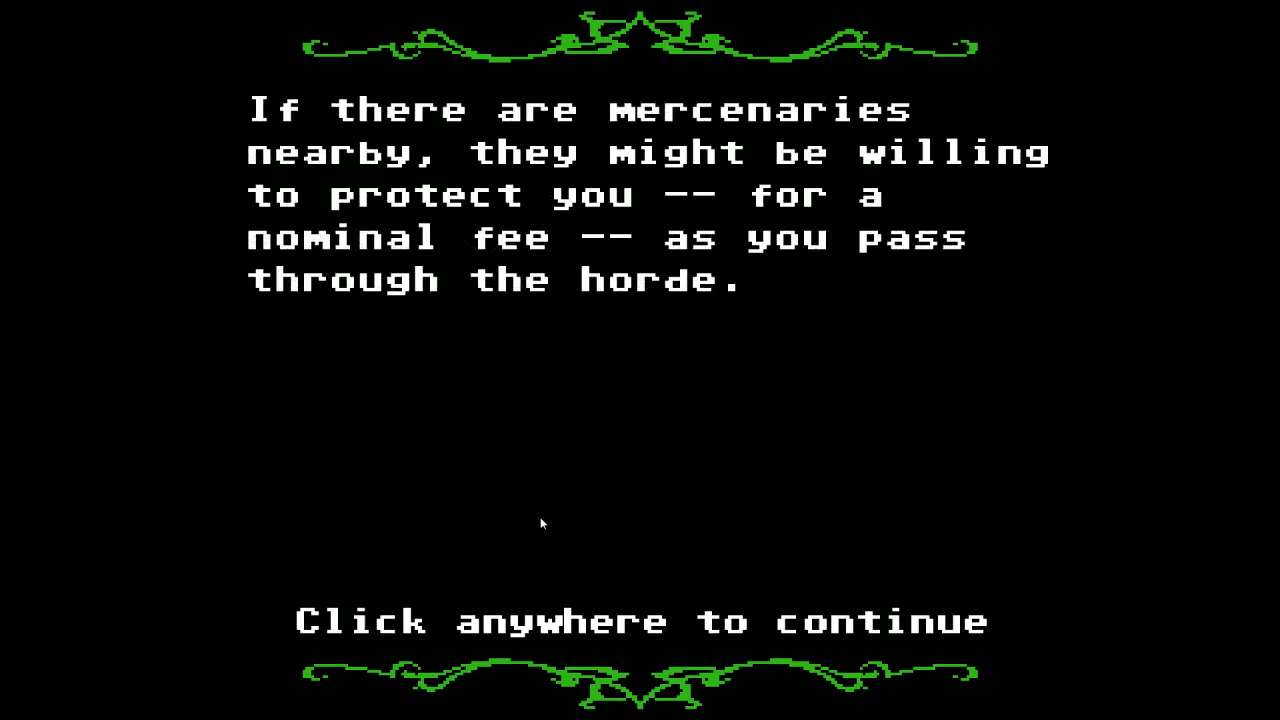 If there are mercenaries
nearby, they might be willing
to protect you -- for a
nominal fee -- as you pass
through the horde.
Click anywhere to continue